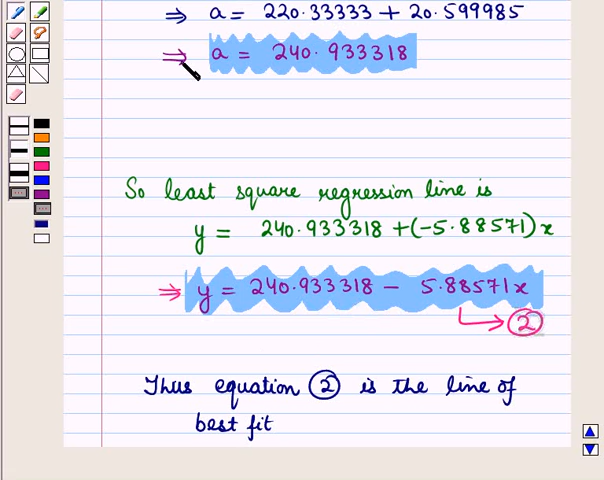 ⇒ a = 220.33333 + 20.599985
⇒ a = 240.933318
So least square regression line is
y = 240.933318 + (-5.88571) x
⇒ y = 240.933318 - 5.88571x
→ ②
Thus equation ② is the line of
best fit